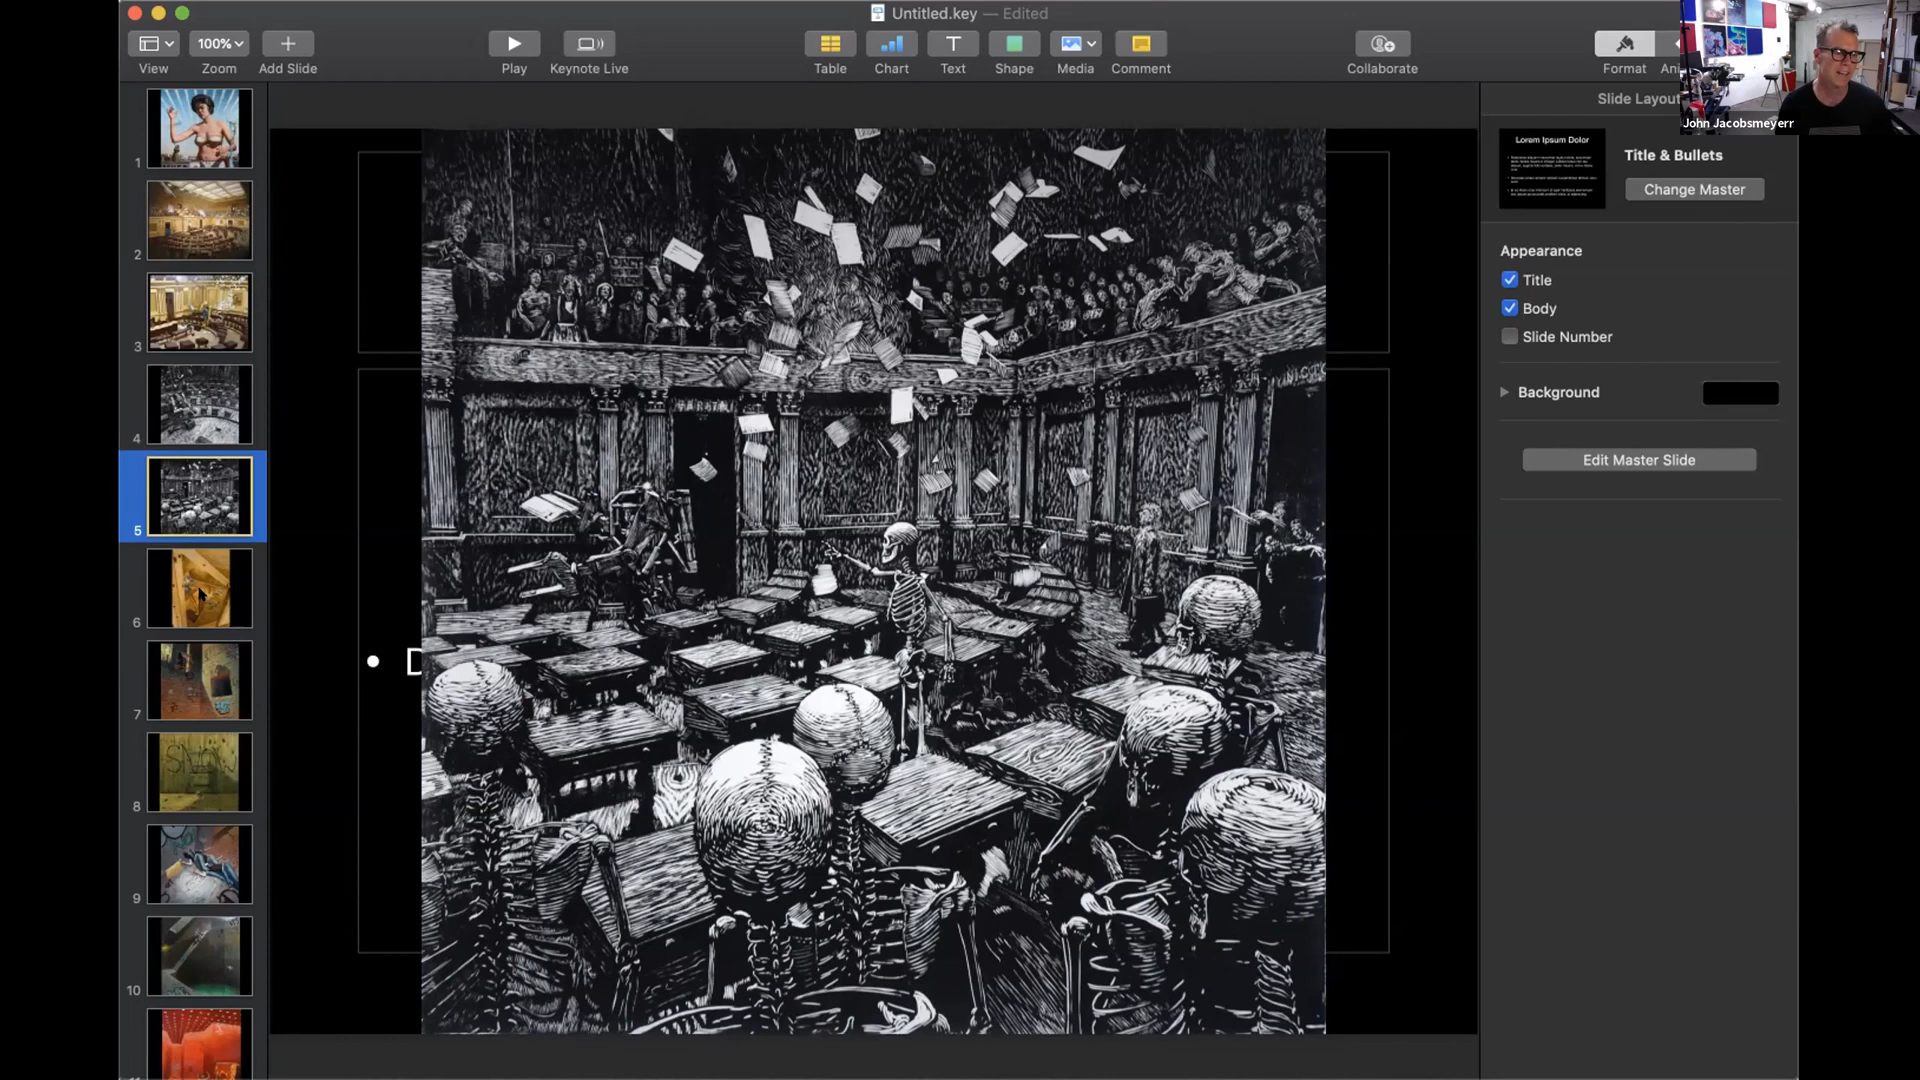 Untitled.key — Edited
100%
View
Zoom
Add Slide
Play
Keynote Live
Table
Chart
Text
Shape
Media
Comment
Collaborate
Format
Ani
John Jacobsmeyerr
Slide Layou
Lorem Ipsum Dolor
Title & Bullets
Change Master
Appearance
Title
Body
Slide Number
Background
Edit Master Slide
1
2
3
4
5
6
7
8
9
10
• D